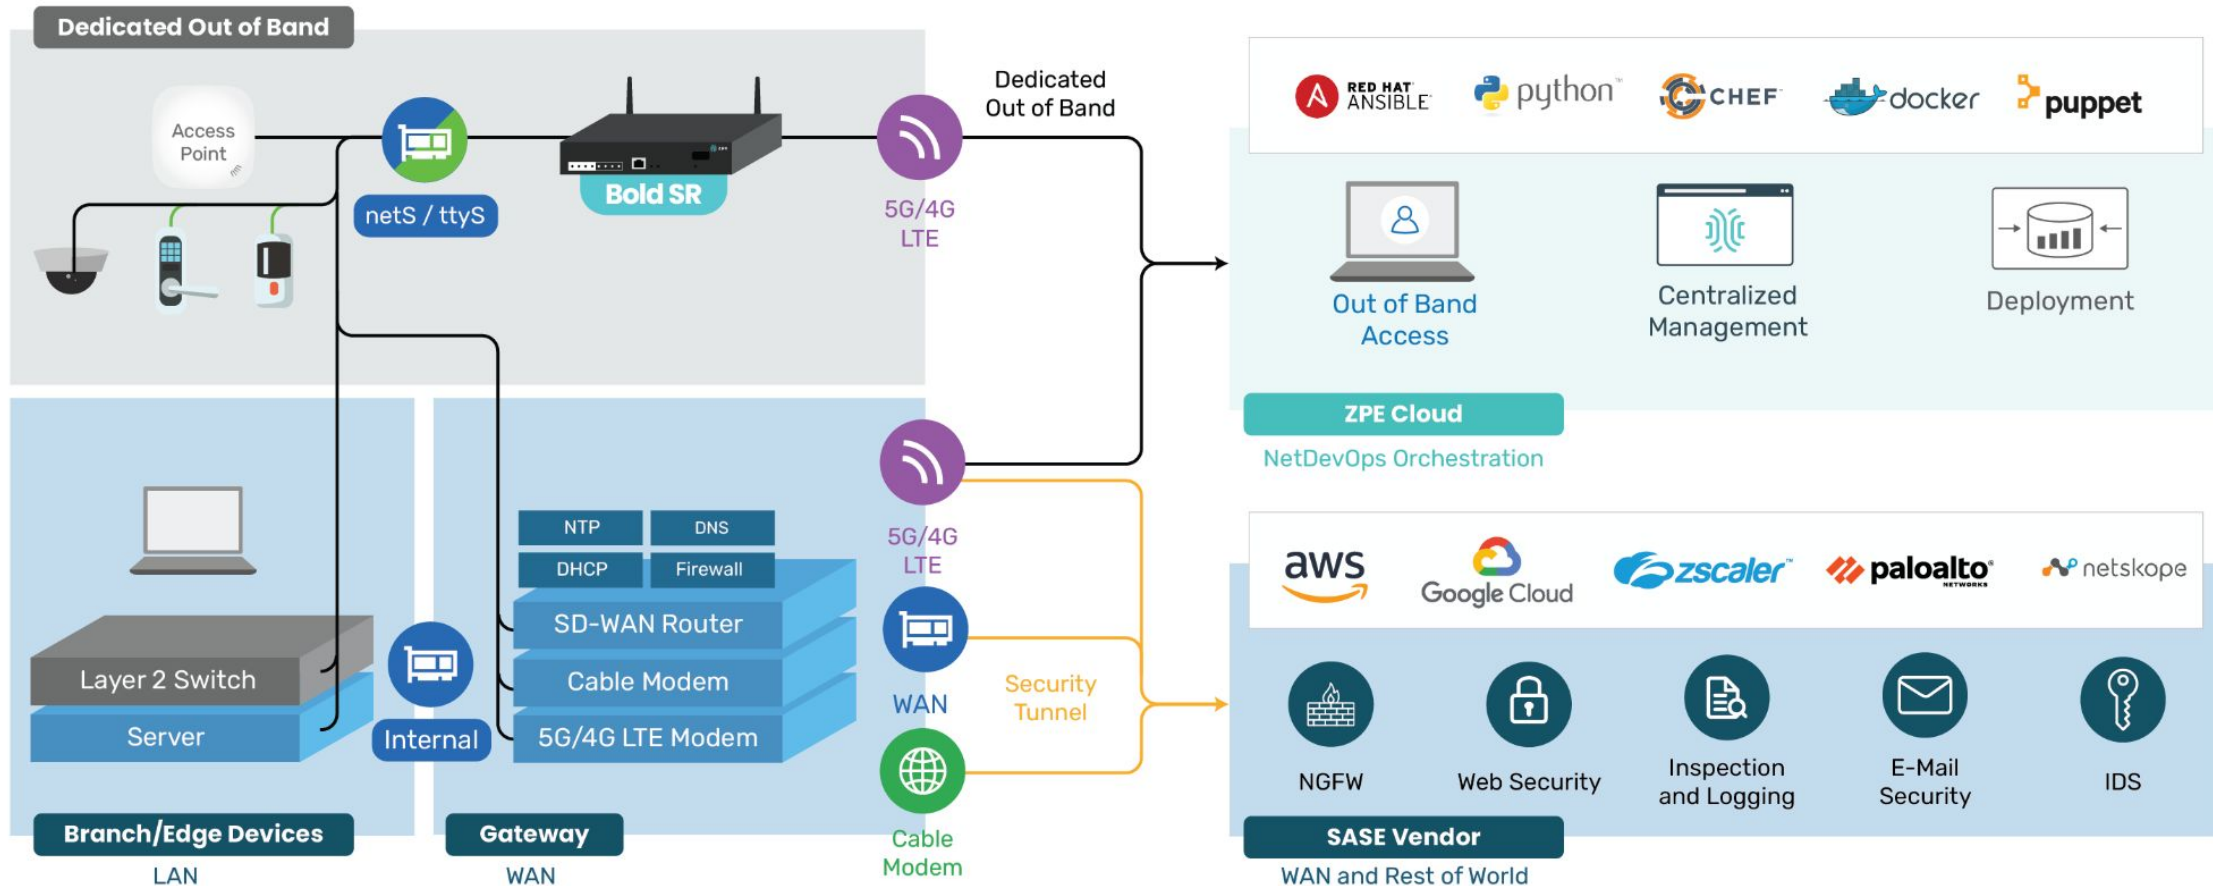 Dedicated Out of Band
Access
Point
netS / ttyS
Bold SR
5G/4G
LTE
Dedicated
Out of Band
RED HAT
ANSIBLE
python™
CHEF
docker
puppet
Out of Band
Access
Centralized
Management
Deployment
ZPE Cloud
NetDevOps Orchestration
Layer 2 Switch
Server
Internal
Branch/Edge Devices
LAN
NTP
DNS
DHCP
Firewall
SD-WAN Router
Cable Modem
5G/4G LTE Modem
Gateway
WAN
5G/4G
LTE
WAN
Cable
Modem
Security
Tunnel
aws
Google Cloud
zscaler™
paloalto®
NETWORKS
netskope
NGFW
Web Security
Inspection
and Logging
E-Mail
Security
IDS
SASE Vendor
WAN and Rest of World